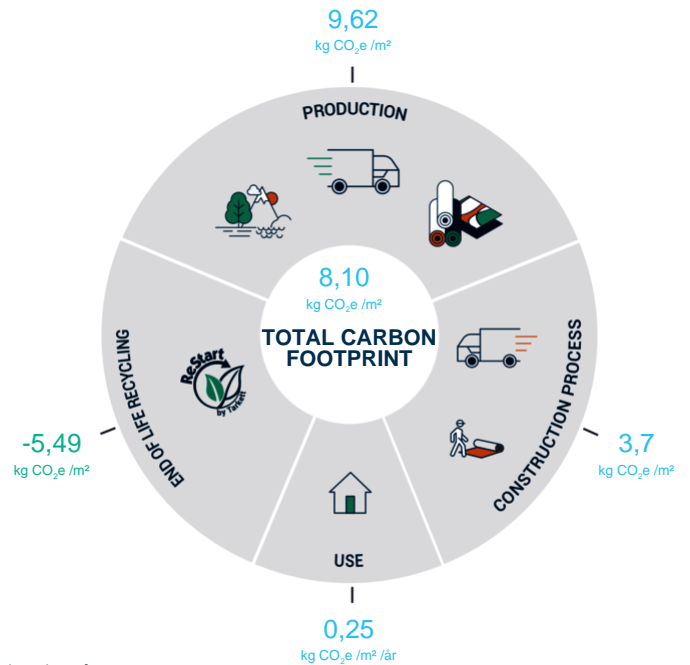 9,62
kg CO₂e /m²
PRODUCTION
8,10
kg CO₂e /m²
TOTAL CARBON
FOOTPRINT
ReStart
by Tarkett
END OF LIFE RECYCLING
-5,49
kg CO₂e /m²
CONSTRUCTION PROCESS
3,7
kg CO₂e /m²
USE
0,25
kg CO₂e /m² /år